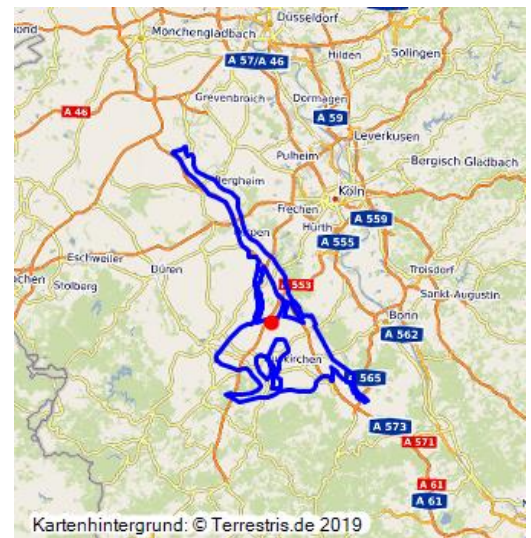 Düsseldorf
Mönchengladbach
Solingen
A 57/A 46
Hilden
Grevenbroich
Dormagen
A 46
A 59
Leverkusen
Pulheim
Bergisch Gladbach
Bergheim
Köln
Frechen
A 559
Hürth
A 555
Eschweiler
Düren
Troisdorf
Stolberg
553
Sankt-Augustin
Bonn
A 562
kirchen
565
A 573
A 571
A 61
A 61
Kartenhintergrund: © Terrestris.de 2019